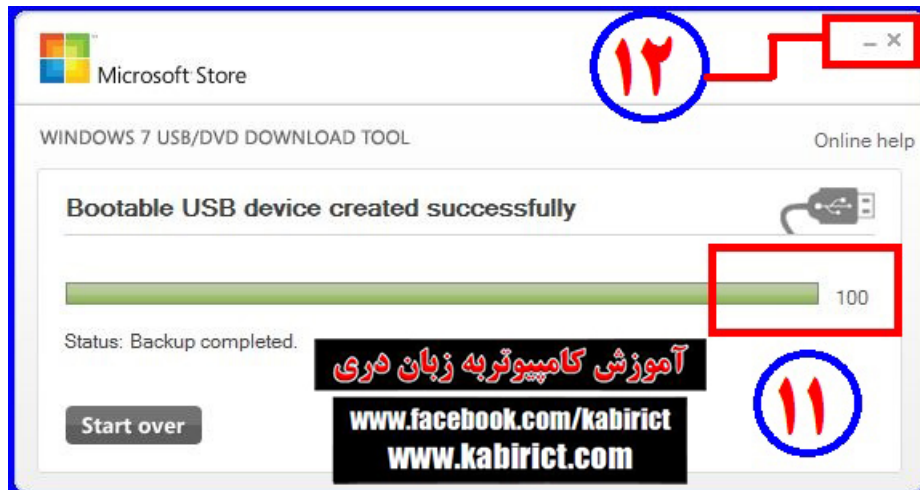 Microsoft Store
۱۲
WINDOWS 7 USB/DVD DOWNLOAD TOOL
Online help
Bootable USB device created successfully
100
Status: Backup completed.
آموزش کامپیوتربه زبان دری
۱۱
Start over
www.facebook.com/kabirict
www.kabirict.com